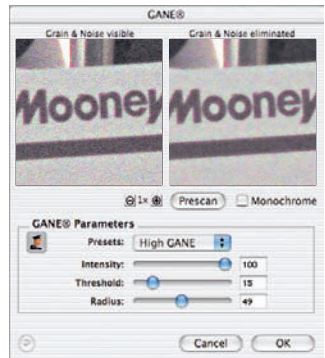 GANE®
Grain & Noise visible Grain & Noise eliminated
Mooney Mooney
1x Prescan Monochrome
GANE® Parameters
Presets: High GANE
Intensity: 100
Threshold: 15
Radius: 49
Cancel OK